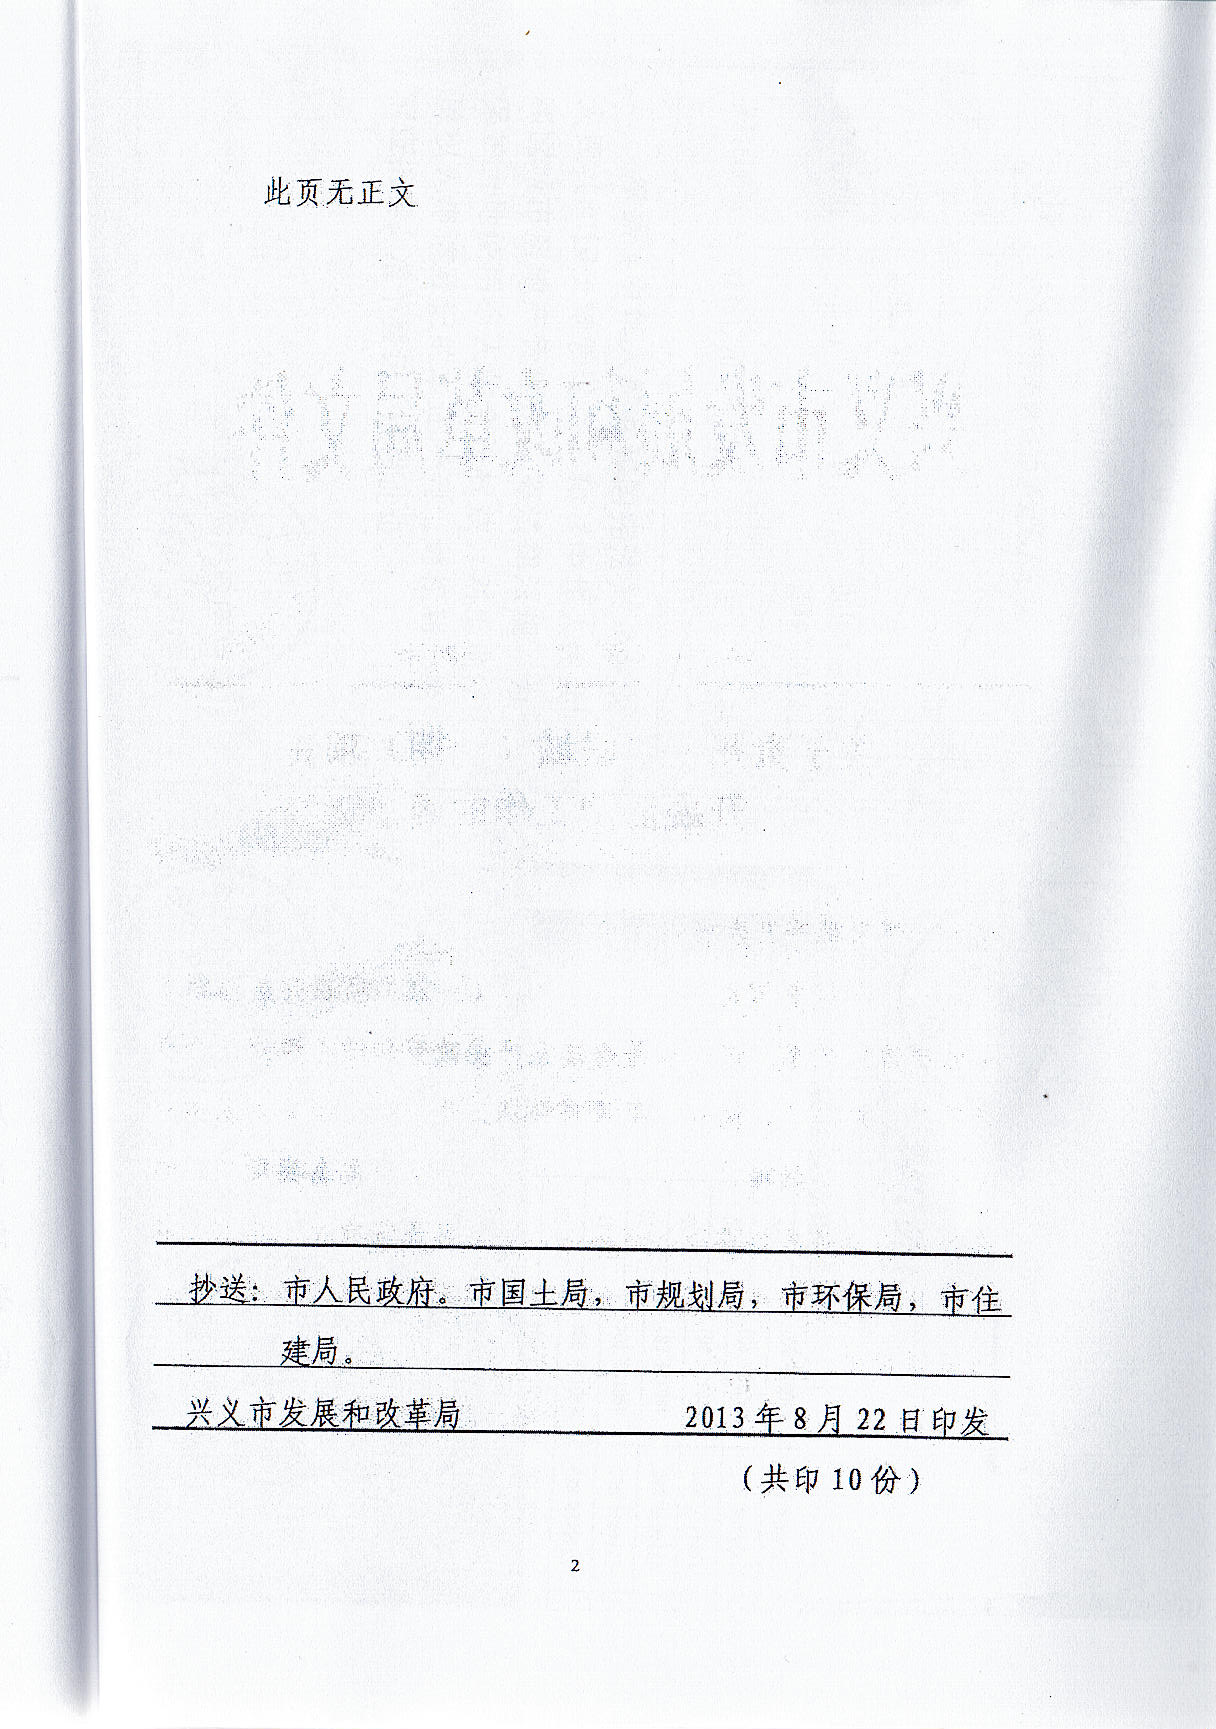 此页无正文
抄送：市人民政府。市国土局，市规划局，市环保局，市住
建局。
兴义市发展和改革局 2013年8月22日印发
（共印10份）
2